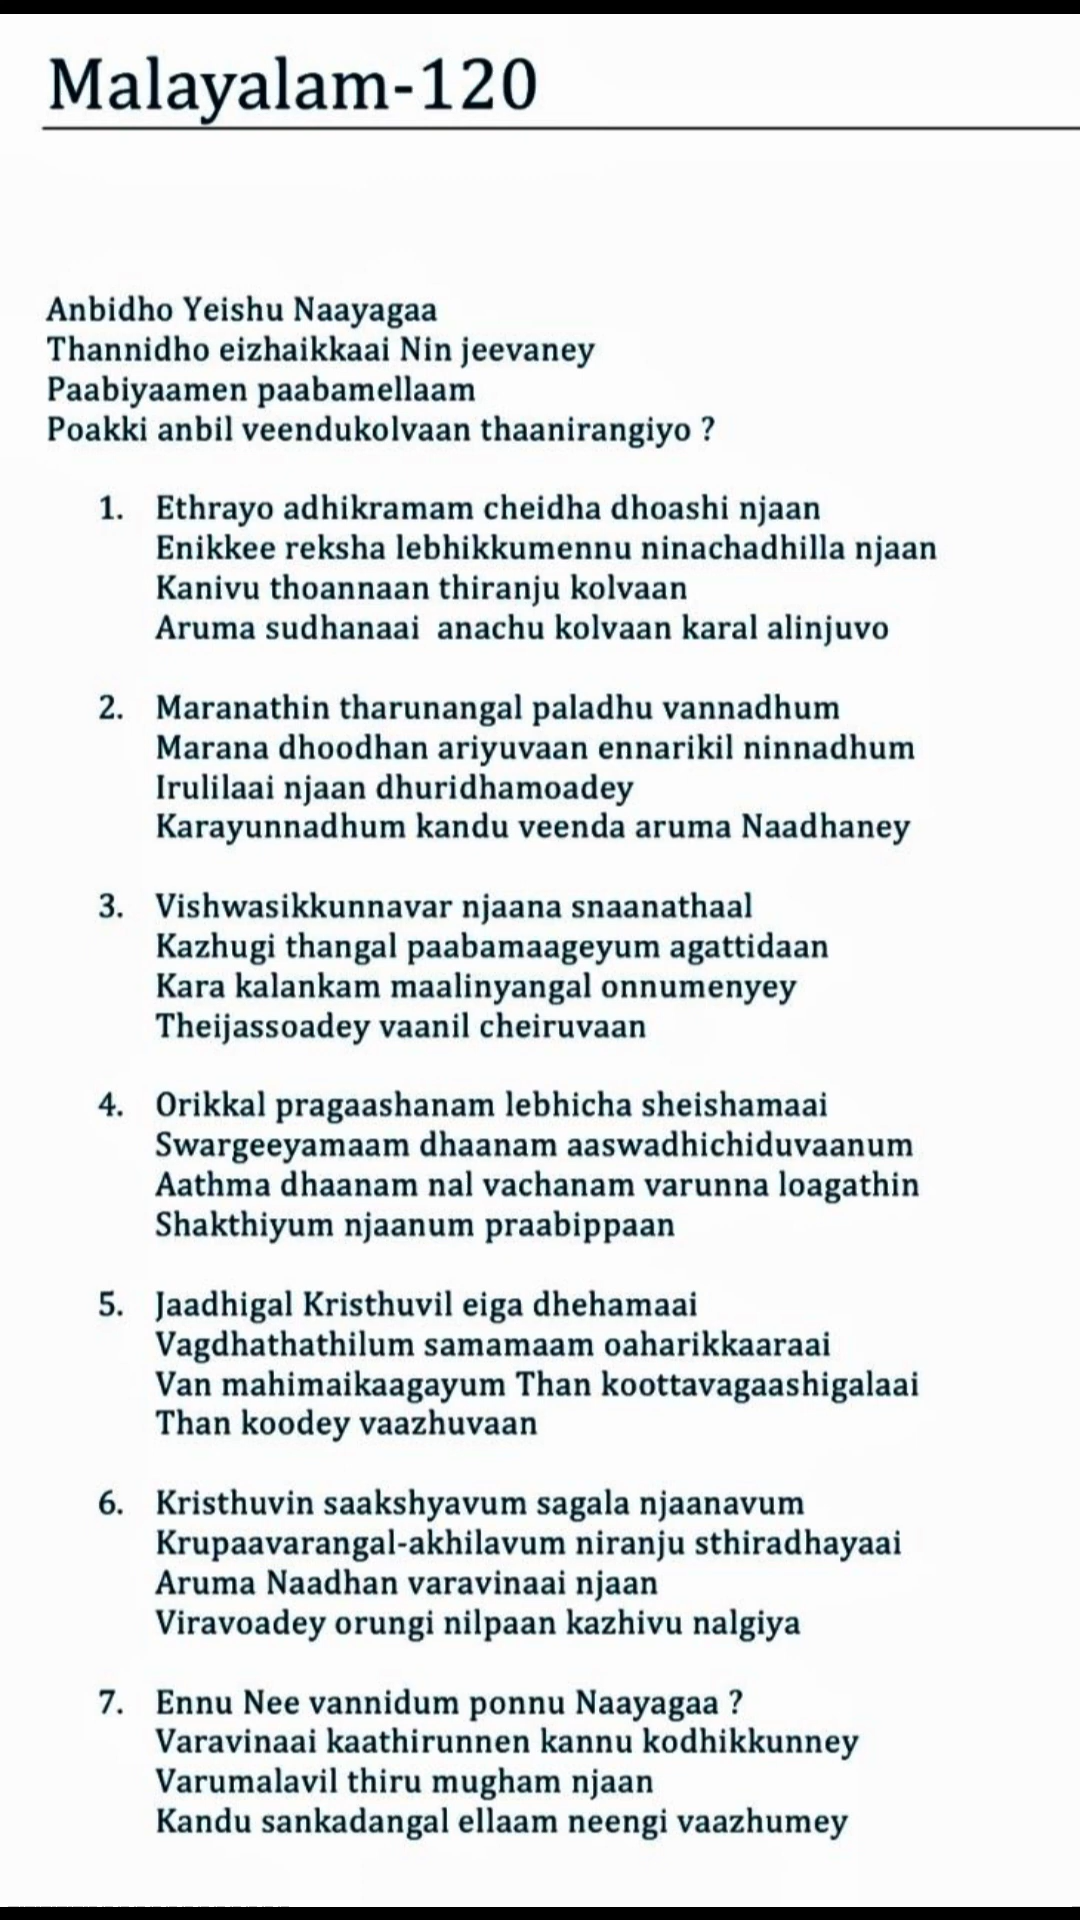 Malayalam-120
Anbidho Yeishu Naayagaa
Thannidho eizhaikkaai Nin jeevaney
Paabiyaamen paabamellaam
Poakki anbil veendukolvaan thaanirangiyo ?
1. Ethrayo adhikramam cheidha dhoashi njaan
Enikkee reksha lebhikkumennu ninachadhilla njaan
Kanivu thoannaan thiranju kolvaan
Aruma sudhanaai anachu kolvaan karal alinjuvo
2. Maranathin tharunangal paladhu vannadhum
Marana dhoodhan ariyuvaan ennarikil ninnadhum
Irulilaai njaan dhuridhamoadey
Karayunnadhum kandu veenda aruma Naadhaney
3. Vishwasikkunnavar njaana snaanathaal
Kazhugi thangal paabamaageyum agattidaan
Kara kalankam maalinyangal onnumenyey
Theijassoadey vaanil cheiruvaan
4. Orikkal pragaashanam lebhicha sheishamaai
Swargeeyamaam dhaanam aaswadhichiduvaanum
Aathma dhaanam nal vachanam varunna loagathin
Shakthiyum njaanum praabippaan
5. Jaadhigal Kristhuvil eiga dhehamaai
Vagdhathathilum samamaam oaharikkaaraai
Van mahimaikaagayum Than koottavagaashigalaai
Than koodey vaazhuvaan
6. Kristhuvin saakshyavum sagala njaanavum
Krupaavarangal-akhilavum niranju sthiradhayaai
Aruma Naadhan varavinaai njaan
Viravoadey orungi nilpaan kazhivu nalgiya
7. Ennu Nee vannidum ponnu Naayagaa ?
Varavinaai kaathirunnen kannu kodhikkunney
Varumalavil thiru mugham njaan
Kandu sankadangal ellaam neengi vaazhumey